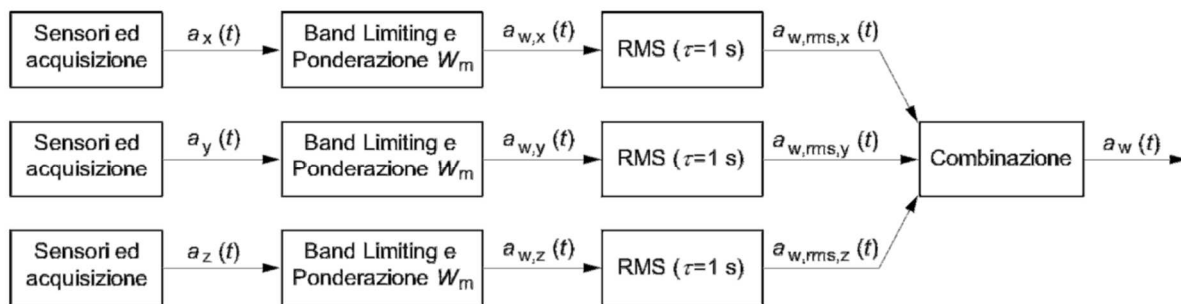 Sensori ed
acquisizione
a_x (t)
Band Limiting e
Ponderazione W_m
a_w,x (t)
RMS (τ=1 s)
a_w,rms,x (t)
Sensori ed
acquisizione
a_y (t)
Band Limiting e
Ponderazione W_m
a_w,y (t)
RMS (τ=1 s)
a_w,rms,y (t)
Combinazione
a_w (t)
Sensori ed
acquisizione
a_z (t)
Band Limiting e
Ponderazione W_m
a_w,z (t)
RMS (τ=1 s)
a_w,rms,z (t)